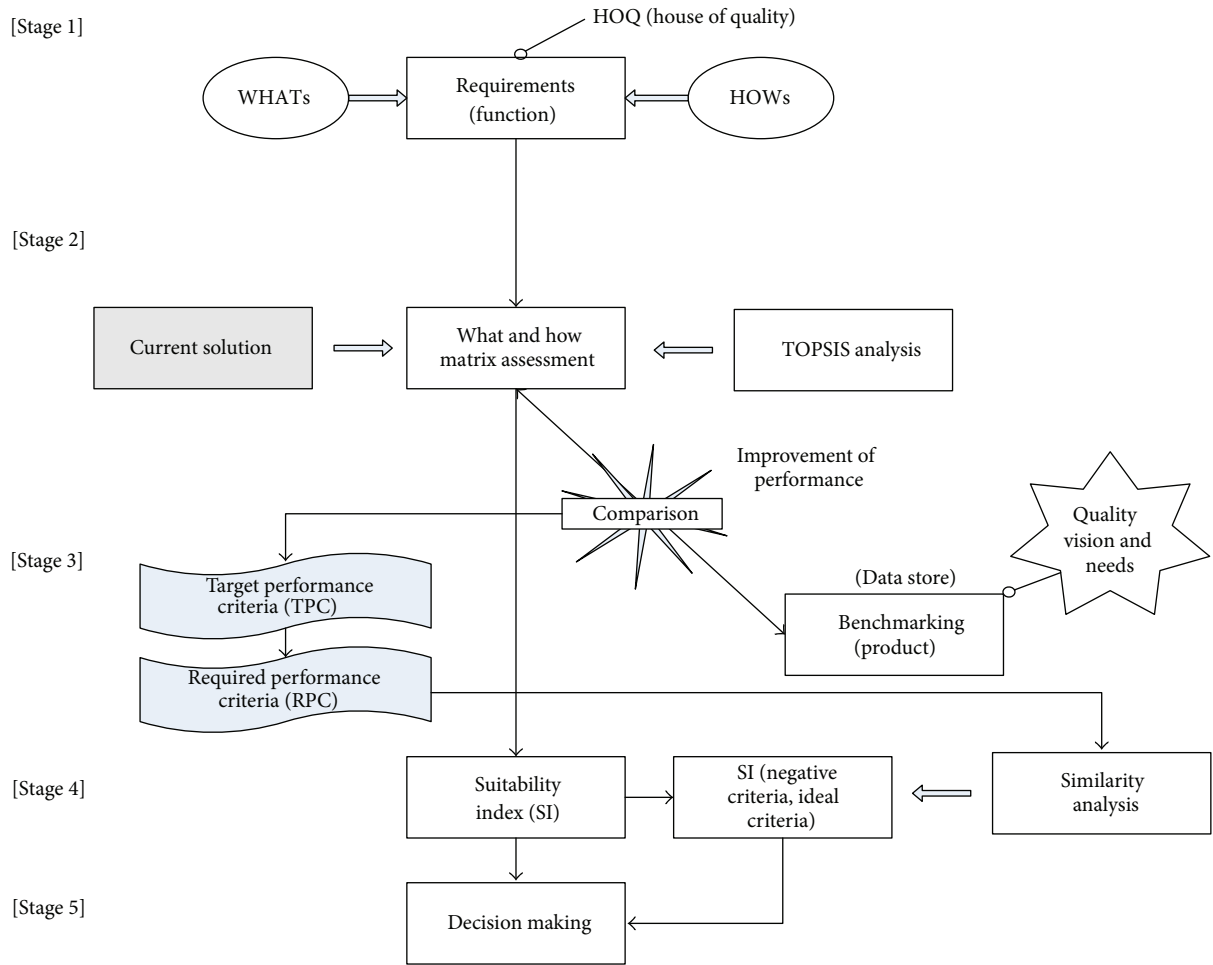 [Stage 1]
HOQ (house of quality)
WHATs
Requirements
(function)
HOWs
[Stage 2]
Current solution
What and how
matrix assessment
TOPSIS analysis
Improvement of
performance
Comparison
Quality
vision and
needs
[Stage 3]
(Data store)
Target performance
criteria (TPC)
Benchmarking
(product)
Required performance
criteria (RPC)
[Stage 4]
Suitability
index (SI)
SI (negative
criteria, ideal
criteria)
Similarity
analysis
[Stage 5]
Decision making